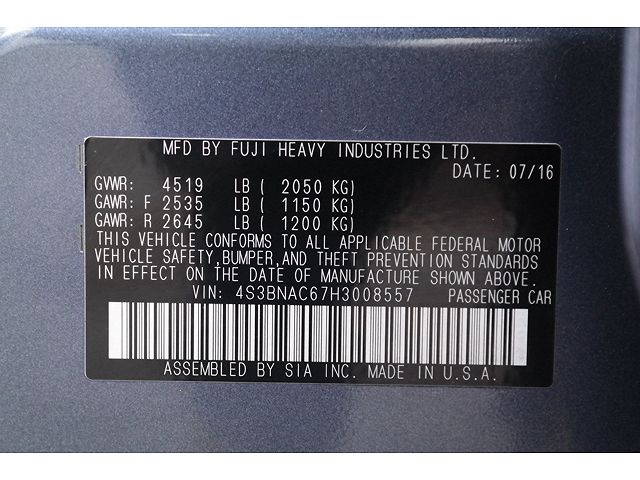 MFD BY FUJI HEAVY INDUSTRIES LTD.
DATE: 07/16
GVWR: 4519 LB ( 2050 KG)
GAWR: F 2535 LB ( 1150 KG)
GAWR: R 2645 LB ( 1200 KG)
THIS VEHICLE CONFORMS TO ALL APPLICABLE FEDERAL MOTOR
VEHICLE SAFETY,BUMPER,AND THEFT PREVENTION STANDARDS
IN EFFECT ON THE DATE OF MANUFACTURE SHOWN ABOVE.
VIN: 4S3BNAC67H3008557 PASSENGER CAR
ASSEMBLED BY SIA INC. MADE IN U.S.A.